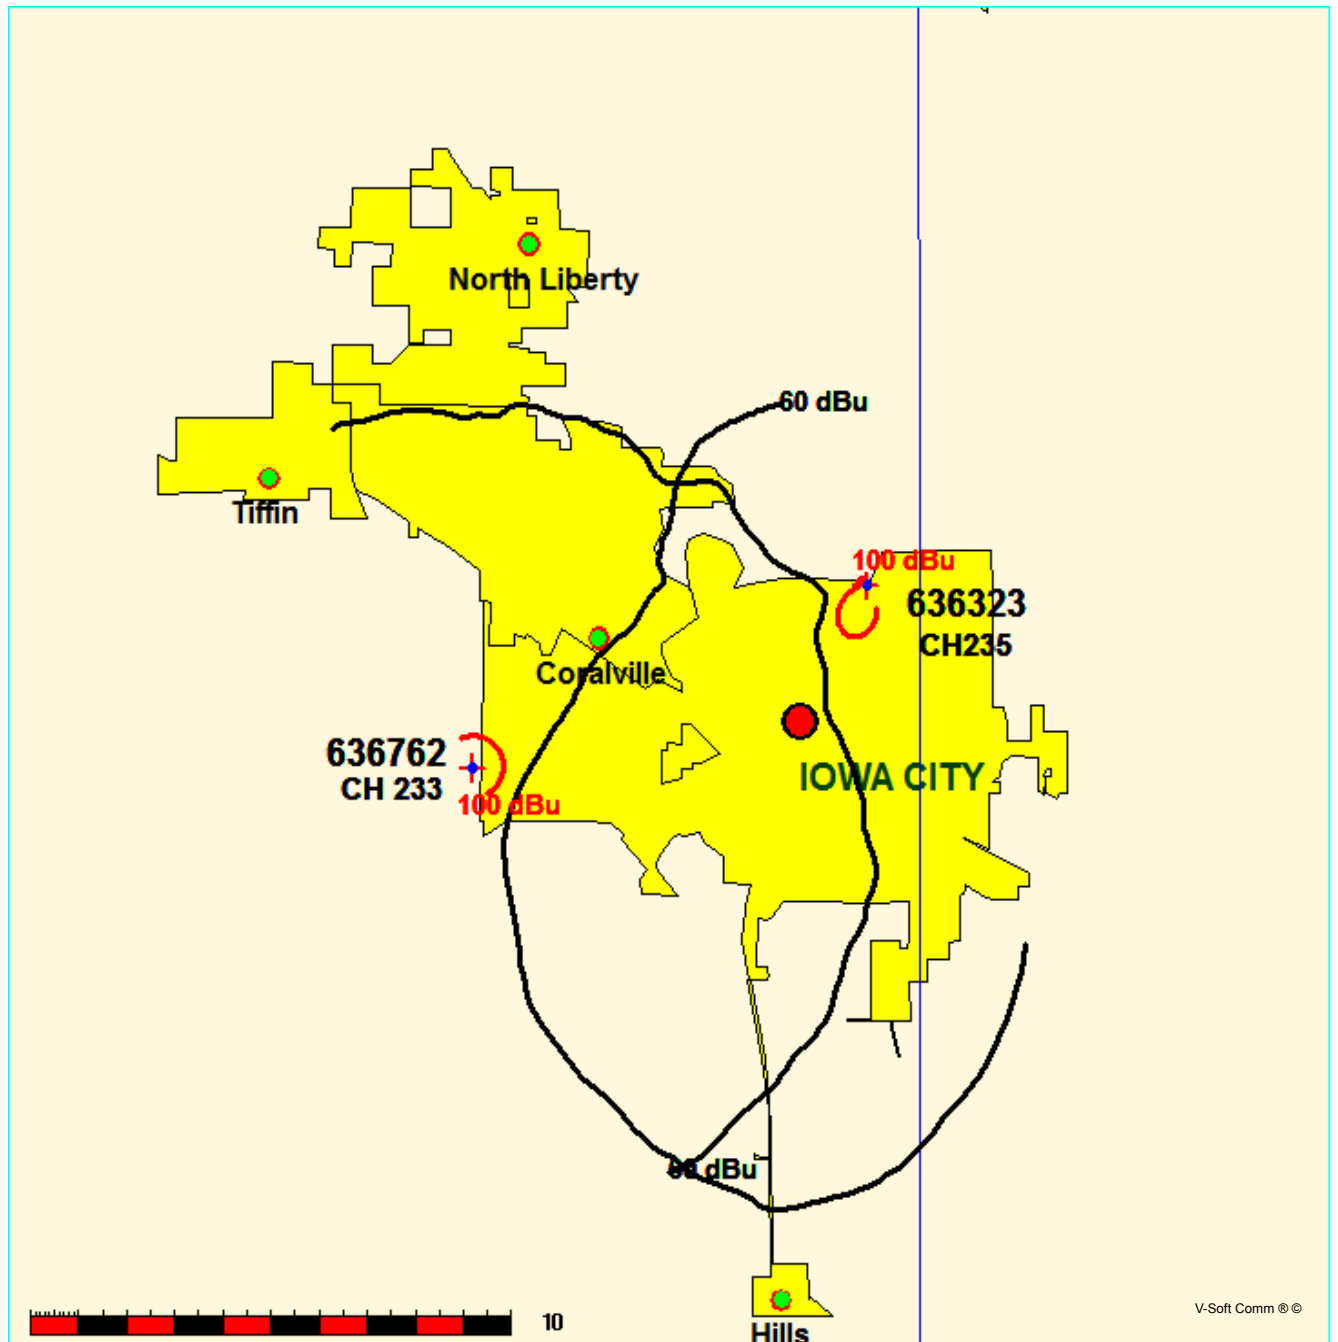 North Liberty
60 dBu
Tiffin
100 dBu
636323
CH235
Coralville
636762
CH 233
100 dBu
IOWA CITY
60 dBu
10
V-Soft Comm ® ©
Hills